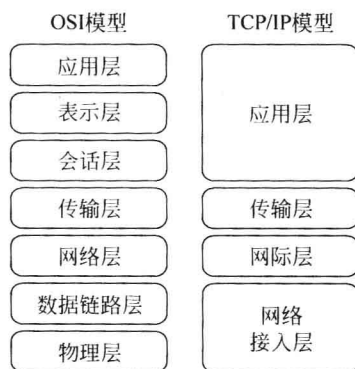 OSI模型
TCP/IP模型
应用层
表示层
会话层
传输层
网络层
数据链路层
物理层
应用层
传输层
网际层
网络
接入层